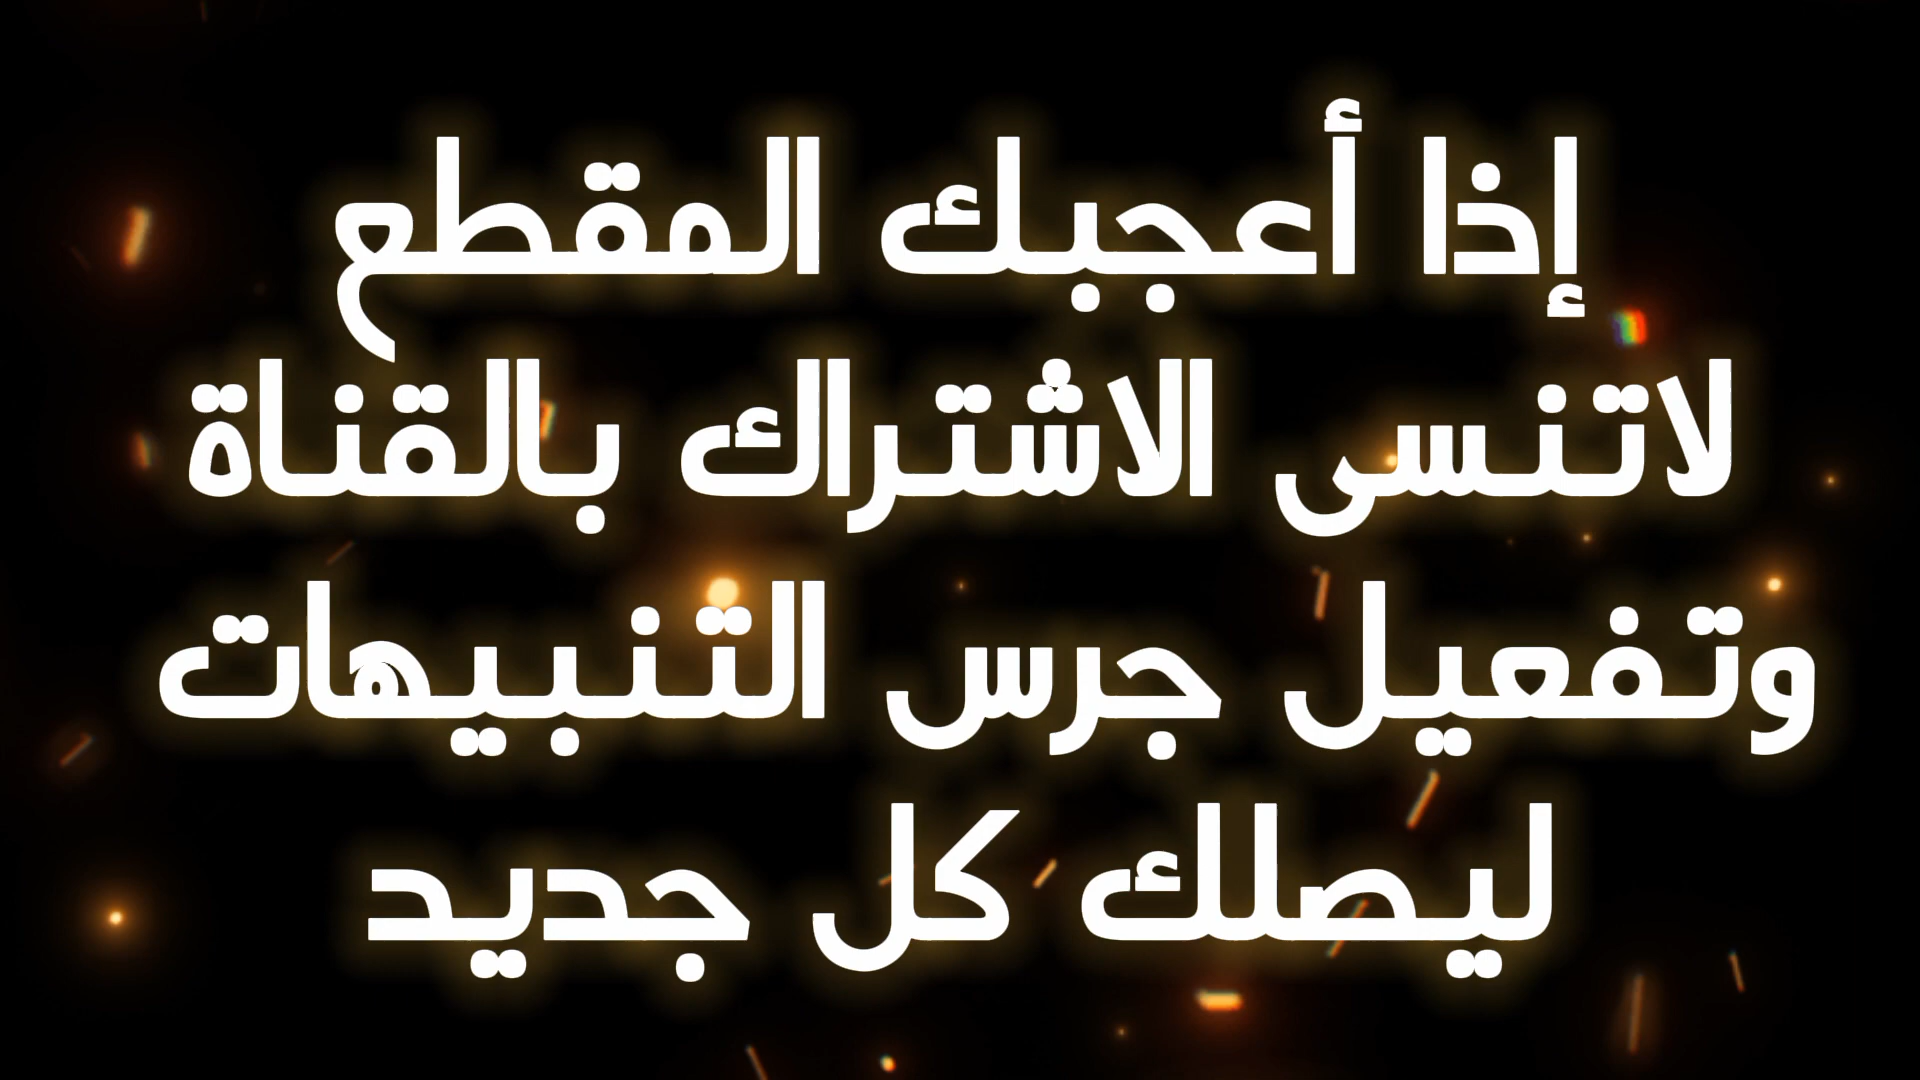 إذا أعجبك المقطع
لاتنسى الاشتراك بالقناة
وتفعيل جرس التنبيهات
ليصلك كل جديد